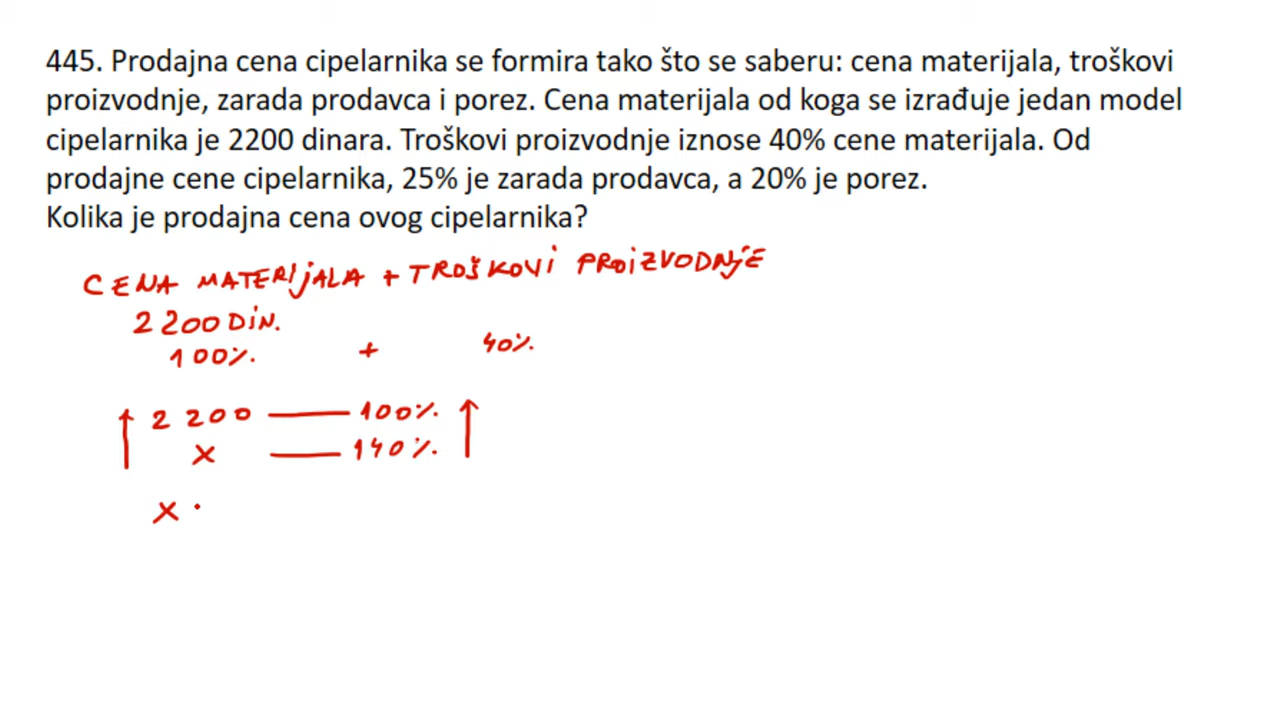 445. Prodajna cena cipelarnika se formira tako što se saberu: cena materijala, troškovi
proizvodnje, zarada prodavca i porez. Cena materijala od koga se izrađuje jedan model
cipelarnika je 2200 dinara. Troškovi proizvodnje iznose 40% cene materijala. Od
prodajne cene cipelarnika, 25% je zarada prodavca, a 20% je porez.
Kolika je prodajna cena ovog cipelarnika?
CENA MATERIJALA + TROŠKOVI PROIZVODNJE
2200 DIN.
100% + 40%
↑ 2200 — 100% ↑
x — 140%
x ·